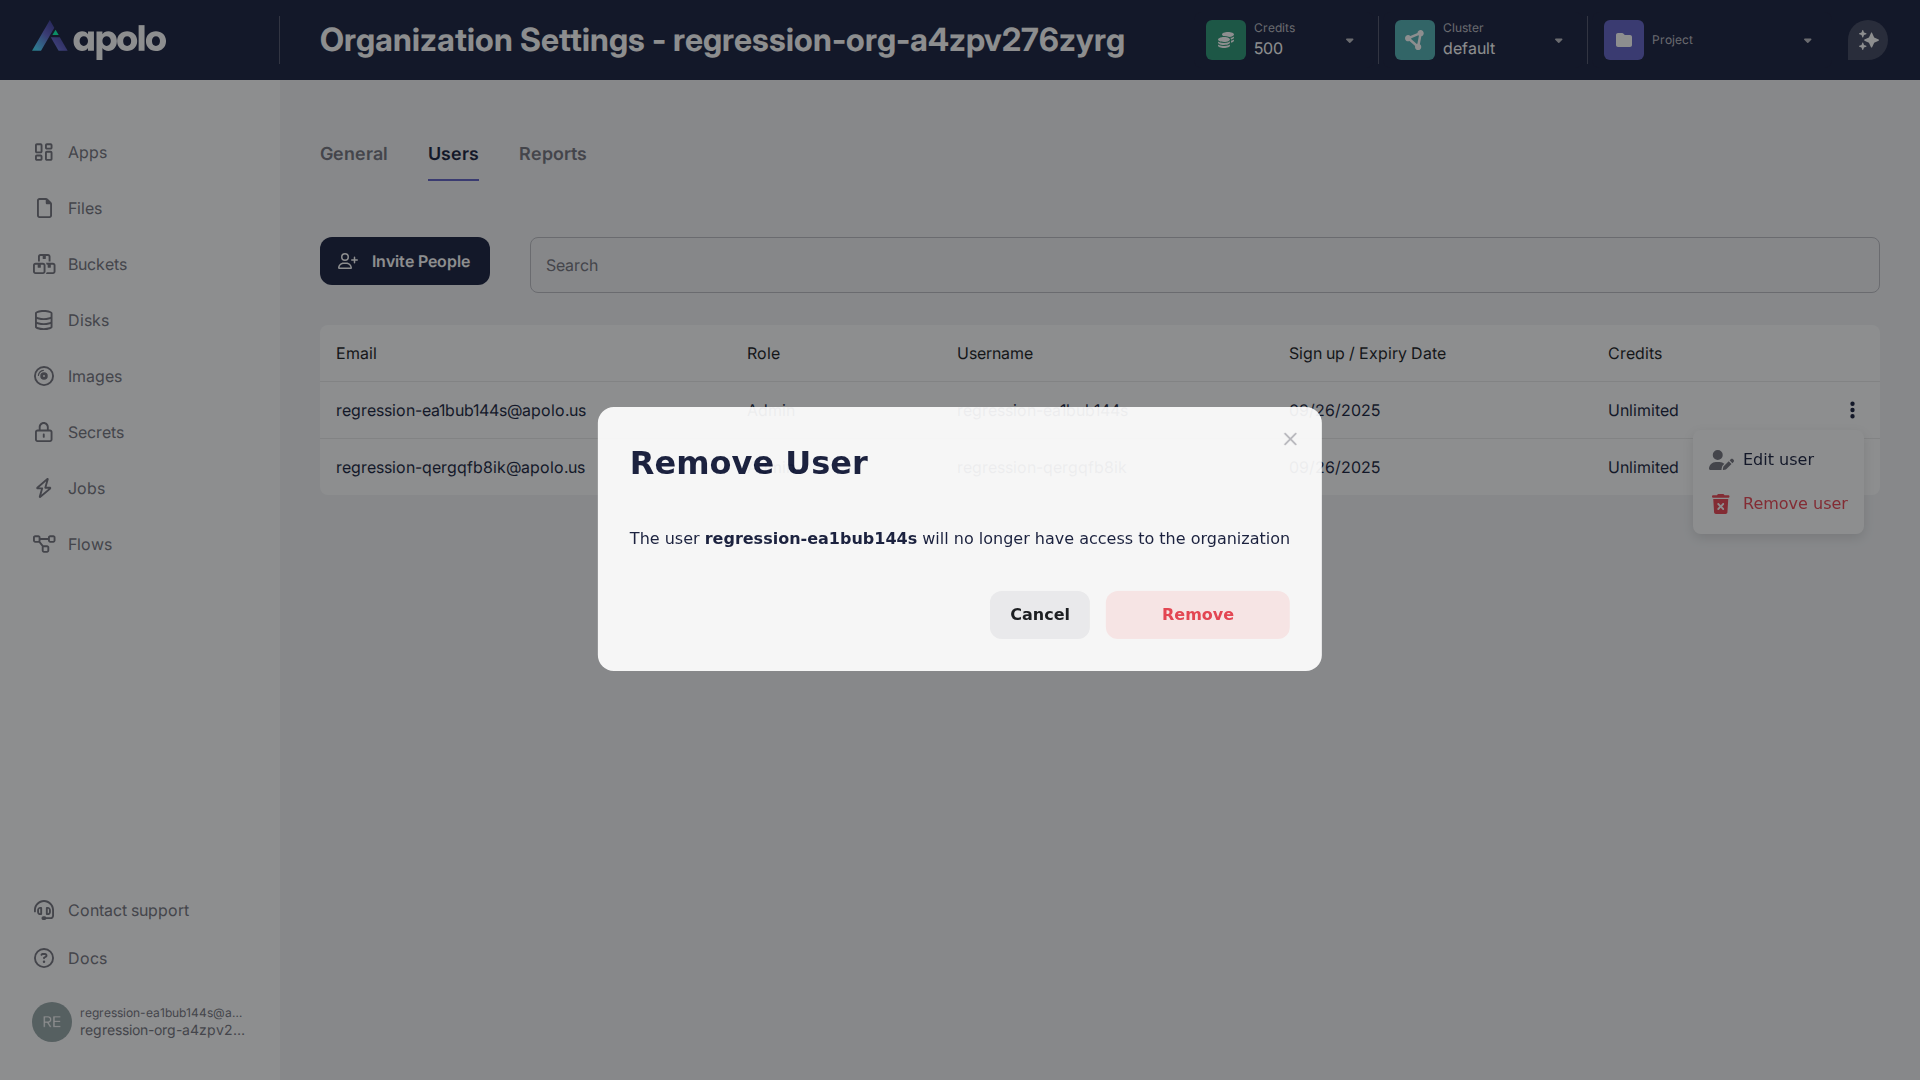 apolo
Organization Settings - regression-org-a4zpv276zyrg
Credits
500
Cluster
default
Project
Apps
Files
Buckets
Disks
Images
Secrets
Jobs
Flows
General Users Reports
Invite People
Search
Email Role Username Sign up / Expiry Date Credits
regression-ea1bub144s@apolo.us Admin regression-ea1bub144s 09/26/2025 Unlimited
regression-qergqfb8ik@apolo.us regression-qergqfb8ik 09/26/2025 Unlimited
Edit user
Remove user
Remove User
The user regression-ea1bub144s will no longer have access to the organization
Cancel Remove
Contact support
Docs
RE
regression-ea1bub144s@a...
regression-org-a4zpv2...